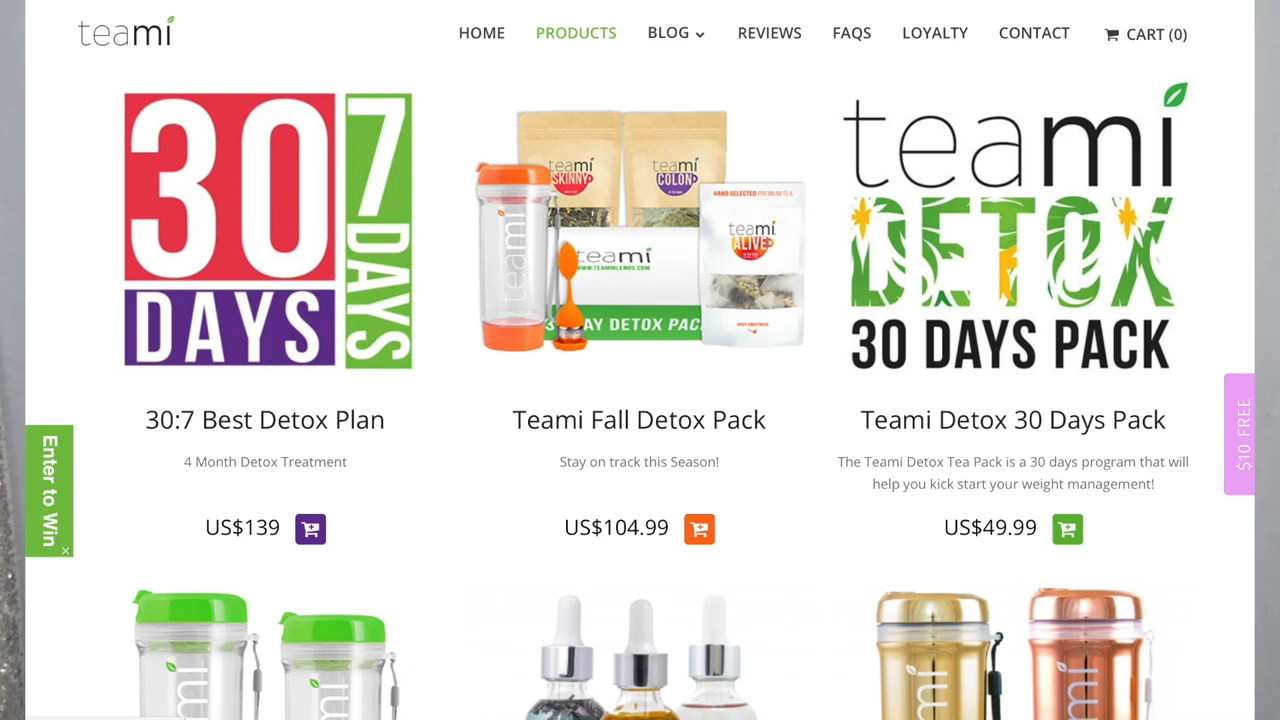 teami
HOME
PRODUCTS
BLOG
REVIEWS
FAQS
LOYALTY
CONTACT
CART (0)
30
DAYS
7
DAYS
teami
SKINNY
teami
COLON
teami
teami
WWW.TEAMIBLENDS.COM
DAY DETOX PAC
HAND SELECTED PREMIUM TEA
teami
ALIVE
teami
DETOX
30 DAYS PACK
30:7 Best Detox Plan
4 Month Detox Treatment
US$139
Teami Fall Detox Pack
Stay on track this Season!
US$104.99
Teami Detox 30 Days Pack
The Teami Detox Tea Pack is a 30 days program that will
help you kick start your weight management!
US$49.99
Enter to Win
×
$10 FREE